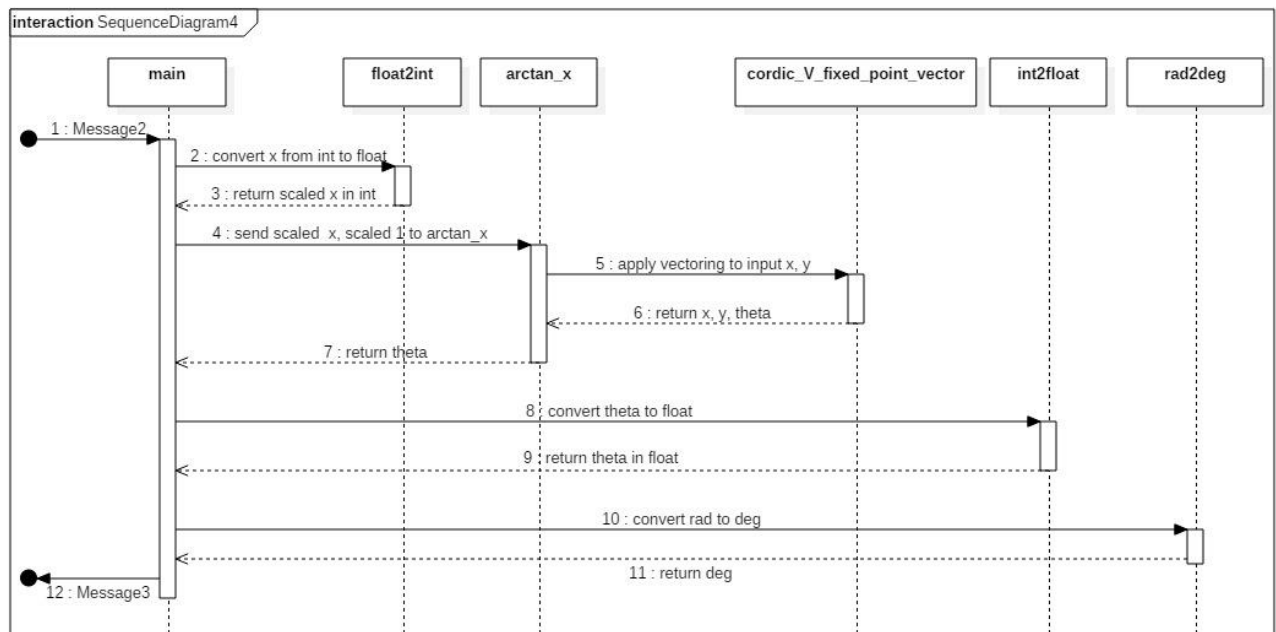 interaction SequenceDiagram4
main
float2int
arctan_x
cordic_V_fixed_point_vector
int2float
rad2deg
1 : Message2
2 : convert x from int to float
3 : return scaled x in int
4 : send scaled  x, scaled 1 to arctan_x
5 : apply vectoring to input x, y
6 : return x, y, theta
7 : return theta
8 : convert theta to float
9 : return theta in float
10 : convert rad to deg
11 : return deg
12 : Message3